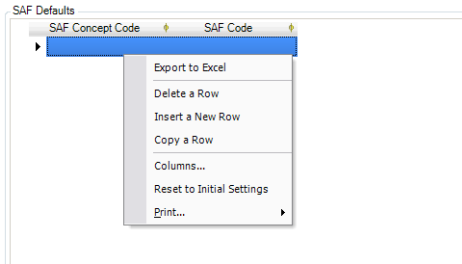 SAF Defaults
SAF Concept Code SAF Code
Export to Excel
Delete a Row
Insert a New Row
Copy a Row
Columns...
Reset to Initial Settings
Print...